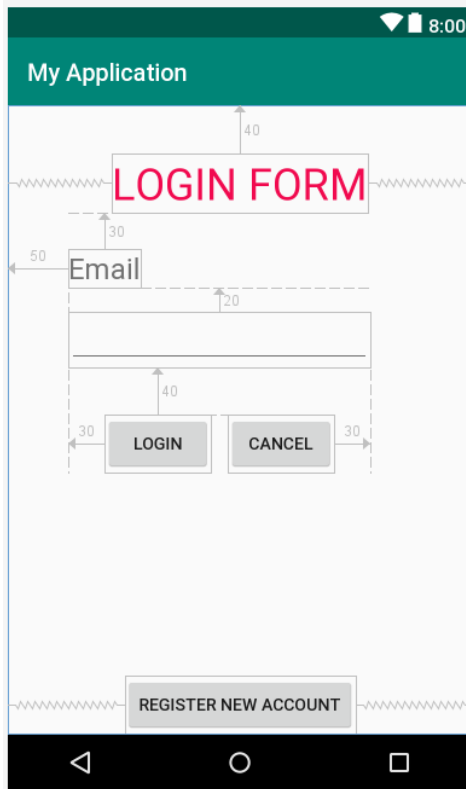 8:00
My Application
40
LOGIN FORM
30
50
Email
20
40
30 LOGIN CANCEL 30
REGISTER NEW ACCOUNT